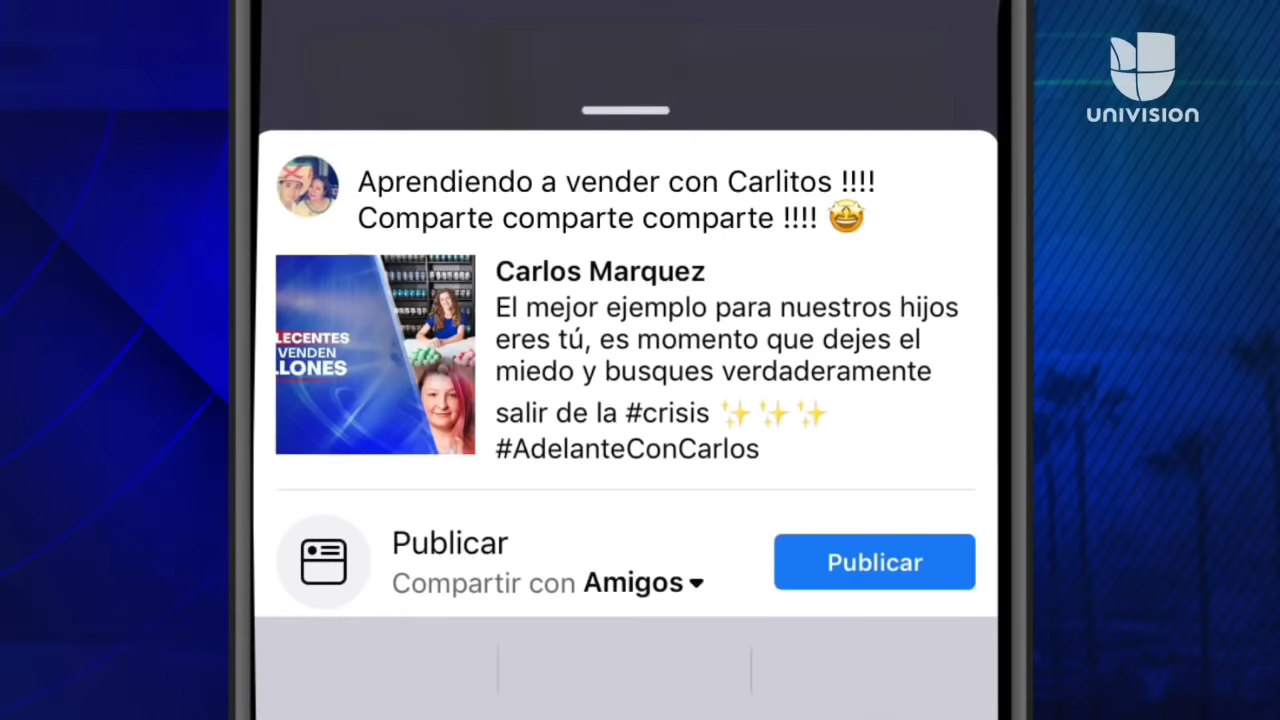 UNIVISION
Aprendiendo a vender con Carlitos !!!!
Comparte comparte comparte !!!! 🤩
Carlos Marquez
El mejor ejemplo para nuestros hijos
eres tú, es momento que dejes el
miedo y busques verdaderamente
salir de la #crisis ✨✨✨
#AdelanteConCarlos
LECENTES
VENDEN
LLONES
Publicar
Compartir con Amigos
Publicar